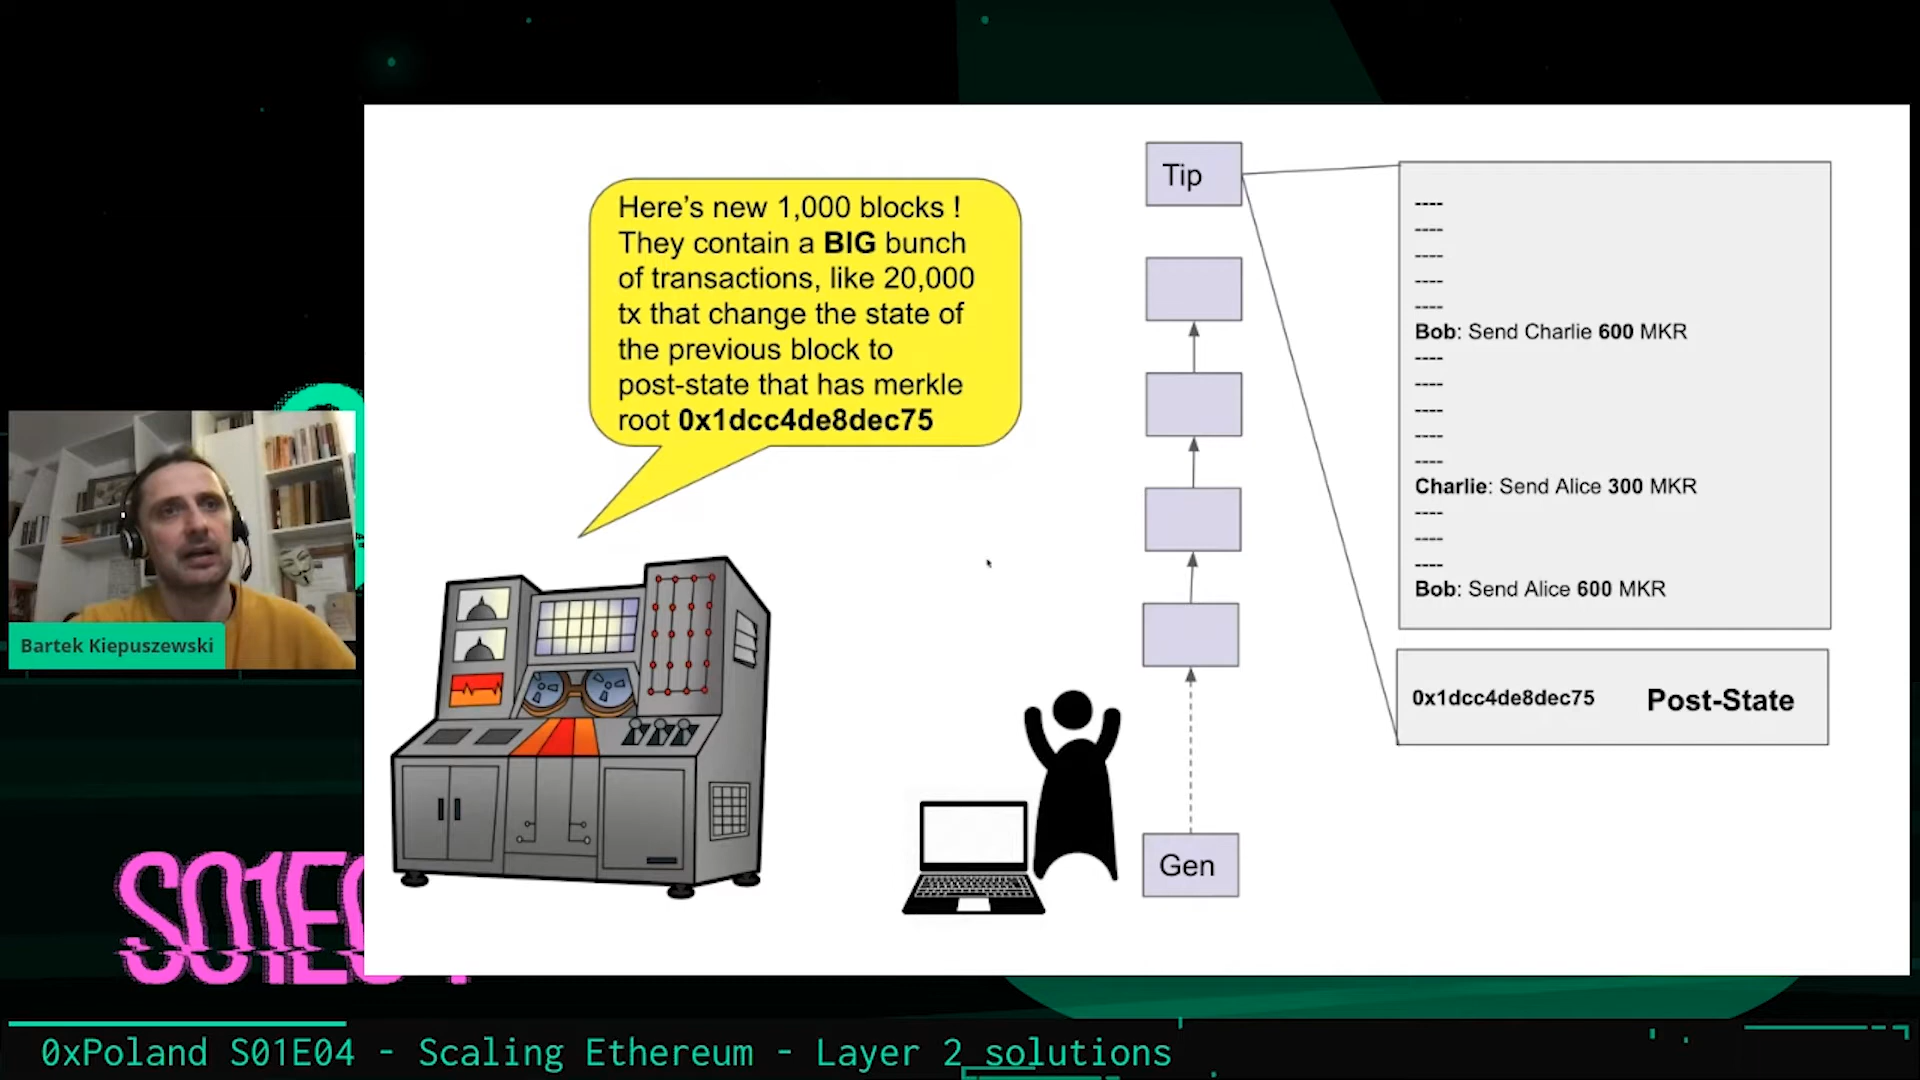 Here's new 1,000 blocks !
They contain a BIG bunch
of transactions, like 20,000
tx that change the state of
the previous block to
post-state that has merkle
root 0x1dcc4de8dec75
Tip
Gen
----
----
----
----
----
Bob: Send Charlie 600 MKR
----
----
----
----
----
Charlie: Send Alice 300 MKR
----
----
----
Bob: Send Alice 600 MKR
0x1dcc4de8dec75 Post-State
Bartek Kiepuszewski
0xPoland S01E04 - Scaling Ethereum - Layer 2 solutions